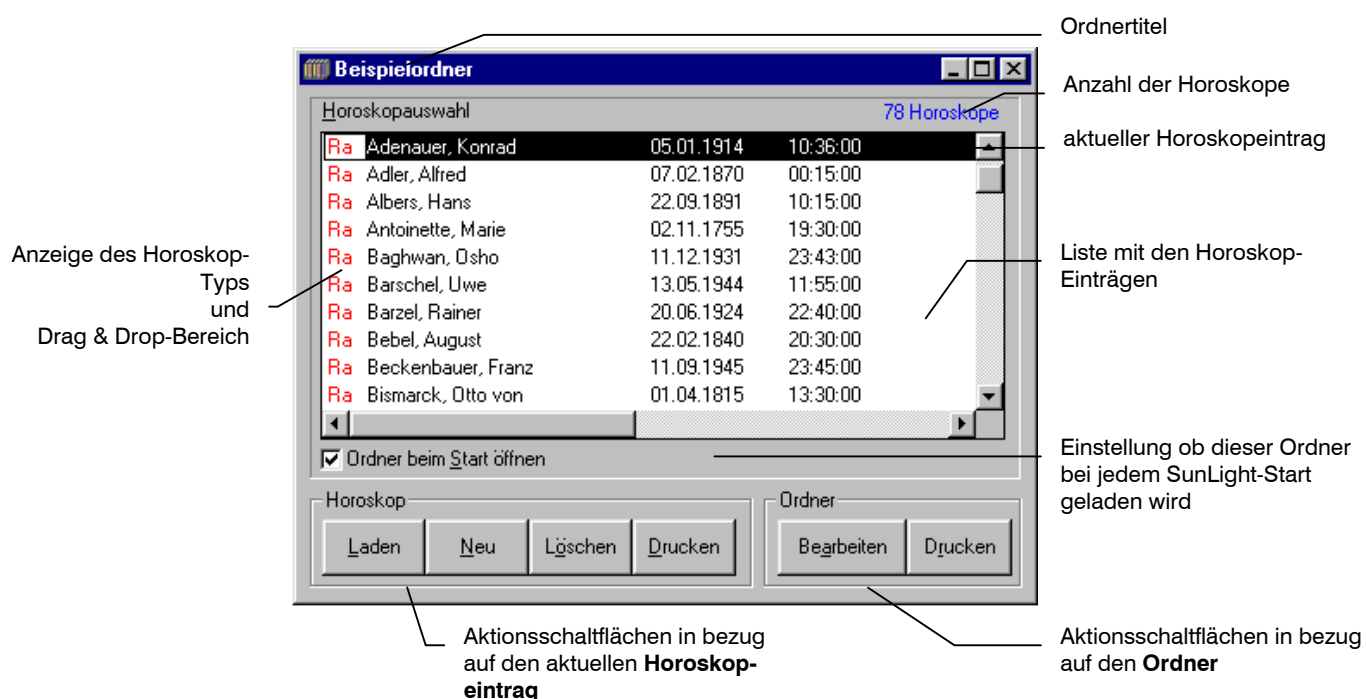 Ordnertitel
Beispielordner
Anzahl der Horoskope
Horoskopauswahl 78 Horoskope
aktueller Horoskopeintrag
Ra Adenauer, Konrad 05.01.1914 10:36:00
Ra Adler, Alfred 07.02.1870 00:15:00
Ra Albers, Hans 22.09.1891 10:15:00
Ra Antoinette, Marie 02.11.1755 19:30:00
Ra Baghwan, Osho 11.12.1931 23:43:00
Ra Barschel, Uwe 13.05.1944 11:55:00
Ra Barzel, Rainer 20.06.1924 22:40:00
Ra Bebel, August 22.02.1840 20:30:00
Ra Beckenbauer, Franz 11.09.1945 23:45:00
Ra Bismarck, Otto von 01.04.1815 13:30:00
Anzeige des Horoskop-
Typs
und
Drag & Drop-Bereich
Liste mit den Horoskop-
Einträgen
Ordner beim Start öffnen
Einstellung ob dieser Ordner
bei jedem SunLight-Start
geladen wird
Horoskop
Laden Neu Löschen Drucken
Ordner
Bearbeiten Drucken
Aktionsschaltflächen in bezug
auf den aktuellen Horoskop-
eintrag
Aktionsschaltflächen in bezug
auf den Ordner